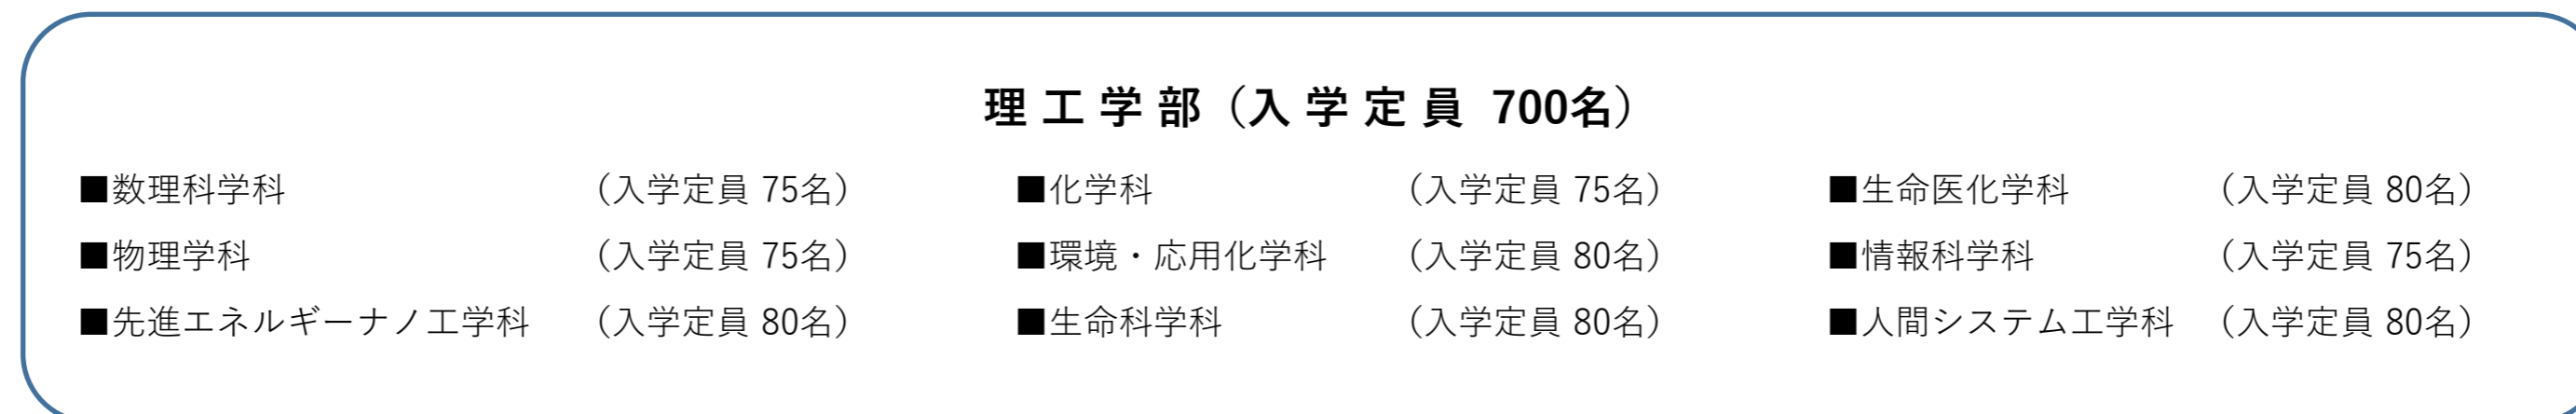 理工学部（入学定員 700名）
■数理科学科 （入学定員 75名） ■化学科 （入学定員 75名） ■生命医化学科 （入学定員 80名）
■物理学科 （入学定員 75名） ■環境・応用化学科 （入学定員 80名） ■情報科学科 （入学定員 75名）
■先進エネルギーナノ工学科 （入学定員 80名） ■生命科学科 （入学定員 80名） ■人間システム工学科 （入学定員 80名）